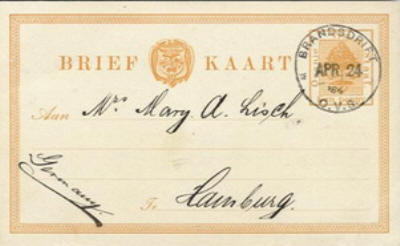 BRIEF KAART
BRANDSDRIFT
APR. 24
O.V.S.
Aan Mrs. Mary. A. Lisch
Germany.
Te Hamburg.